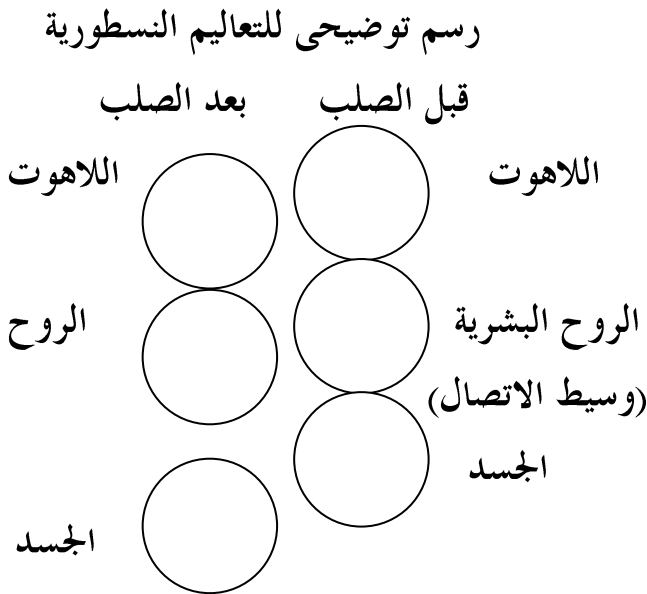 رسم توضيحى للتعاليم النسطورية
قبل الصلب
بعد الصلب
اللاهوت
اللاهوت
الروح البشرية
الروح
(وسيط الاتصال)
الجسد
الجسد